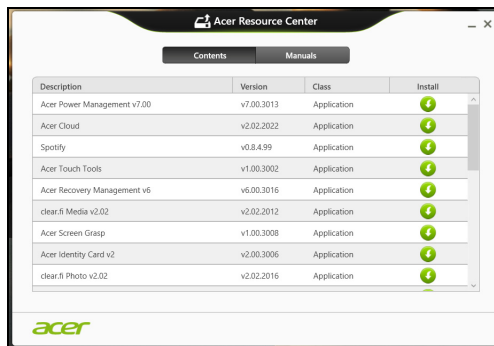 Acer Resource Center
Contents Manuals
Description Version Class Install
Acer Power Management v7.00 v7.00.3013 Application
Acer Cloud v2.02.2022 Application
Spotify v0.8.4.99 Application
Acer Touch Tools v1.00.3002 Application
Acer Recovery Management v6 v6.00.3016 Application
clear.fi Media v2.02 v2.02.2012 Application
Acer Screen Grasp v1.00.3008 Application
Acer Identity Card v2 v2.00.3006 Application
clear.fi Photo v2.02 v2.02.2016 Application
acer